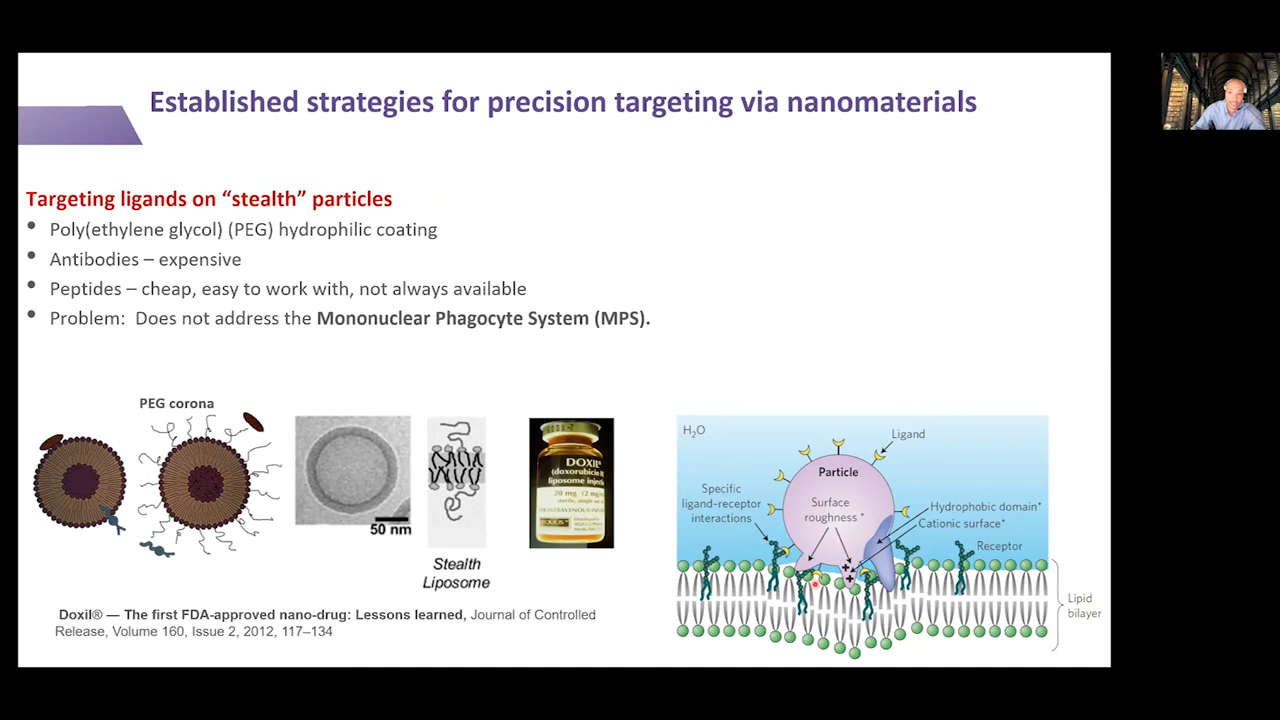 Established strategies for precision targeting via nanomaterials
Targeting ligands on “stealth” particles
• Poly(ethylene glycol) (PEG) hydrophilic coating
• Antibodies – expensive
• Peptides – cheap, easy to work with, not always available
• Problem: Does not address the Mononuclear Phagocyte System (MPS).
PEG corona
50 nm
Stealth
Liposome
DOXIL®
(doxorubicin
liposome
20 mg
Doxil® — The first FDA-approved nano-drug: Lessons learned, Journal of Controlled
Release, Volume 160, Issue 2, 2012, 117–134
H₂O
Ligand
Particle
Specific
ligand–receptor
interactions
Surface
roughness *
Hydrophobic domain*
Cationic surface*
Receptor
+
+
Lipid
bilayer